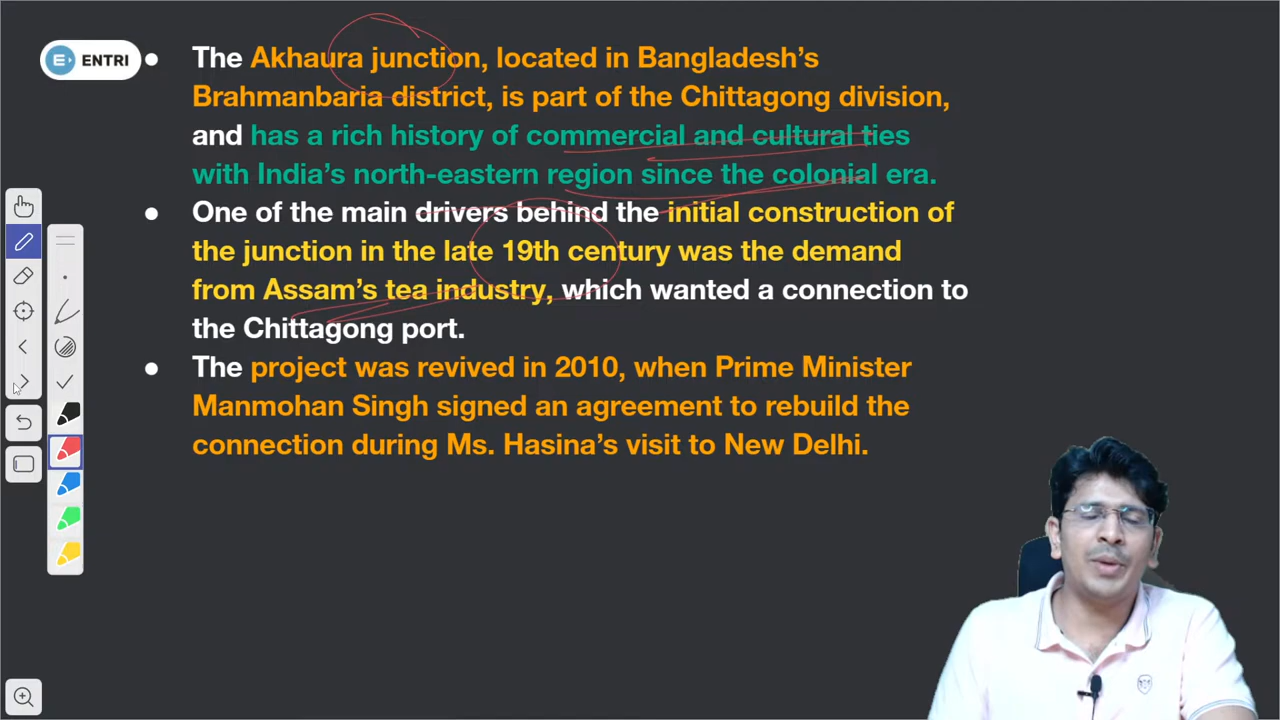 ENTRI
The Akhaura junction, located in Bangladesh’s
Brahmanbaria district, is part of the Chittagong division,
and has a rich history of commercial and cultural ties
with India’s north-eastern region since the colonial era.
One of the main drivers behind the initial construction of
the junction in the late 19th century was the demand
from Assam’s tea industry, which wanted a connection to
the Chittagong port.
The project was revived in 2010, when Prime Minister
Manmohan Singh signed an agreement to rebuild the
connection during Ms. Hasina’s visit to New Delhi.